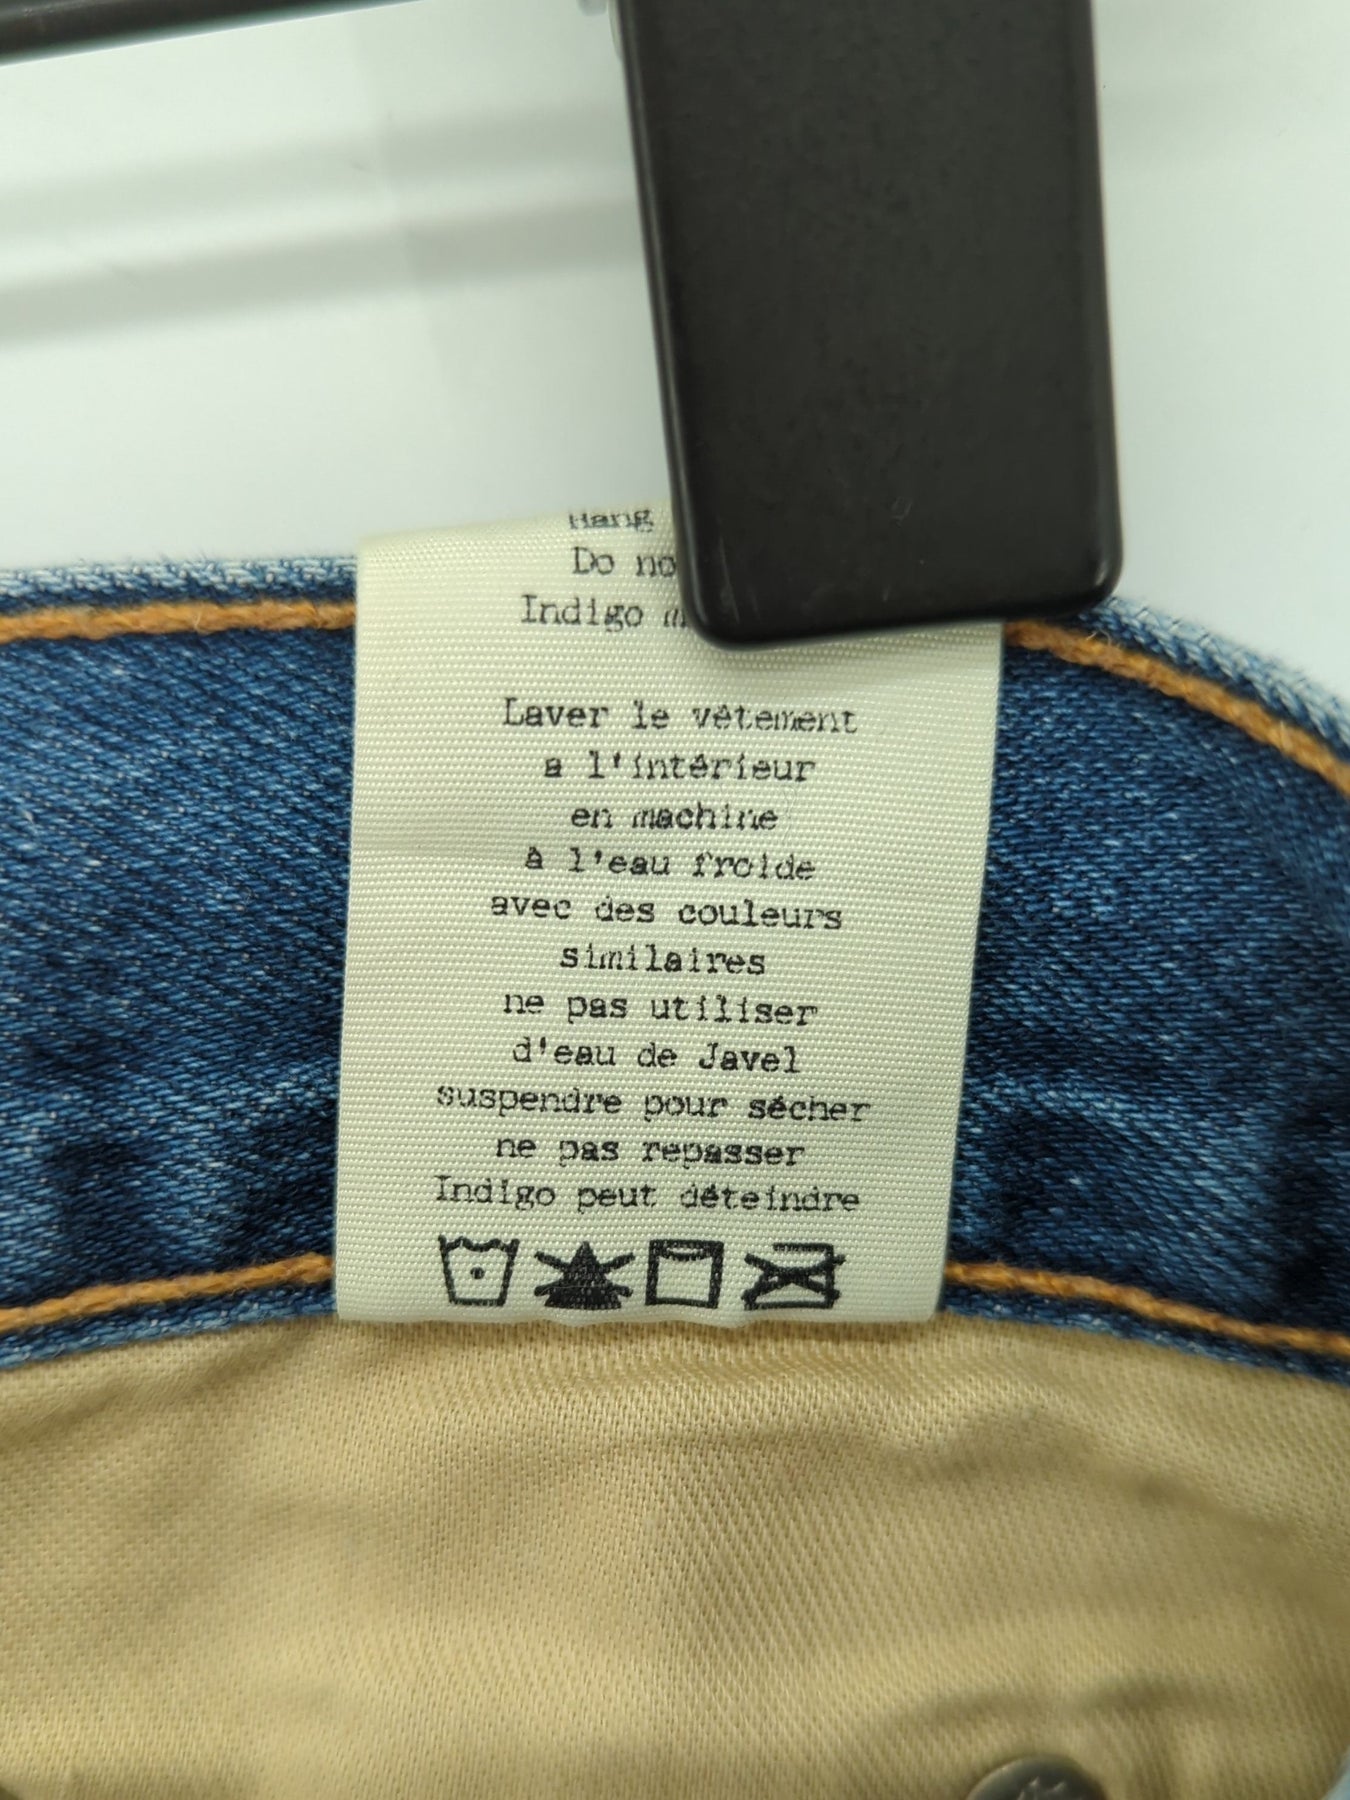 Hang
Do
Indigo
Laver le vêtement
a l'intérieur
en machine
à l'eau froide
avec des couleurs
similaires
ne pas utiliser
d'eau de Javel
suspendre pour sécher
ne pas repasser
Indigo peut déteindre